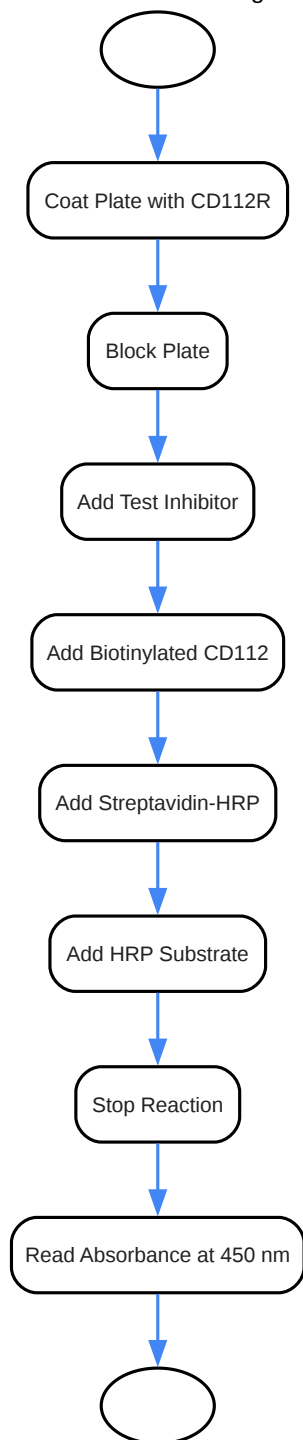 Coat Plate with CD112R
Block Plate
Add Test Inhibitor
Add Biotinylated CD112
Add Streptavidin-HRP
Add HRP Substrate
Stop Reaction
Read Absorbance at 450 nm